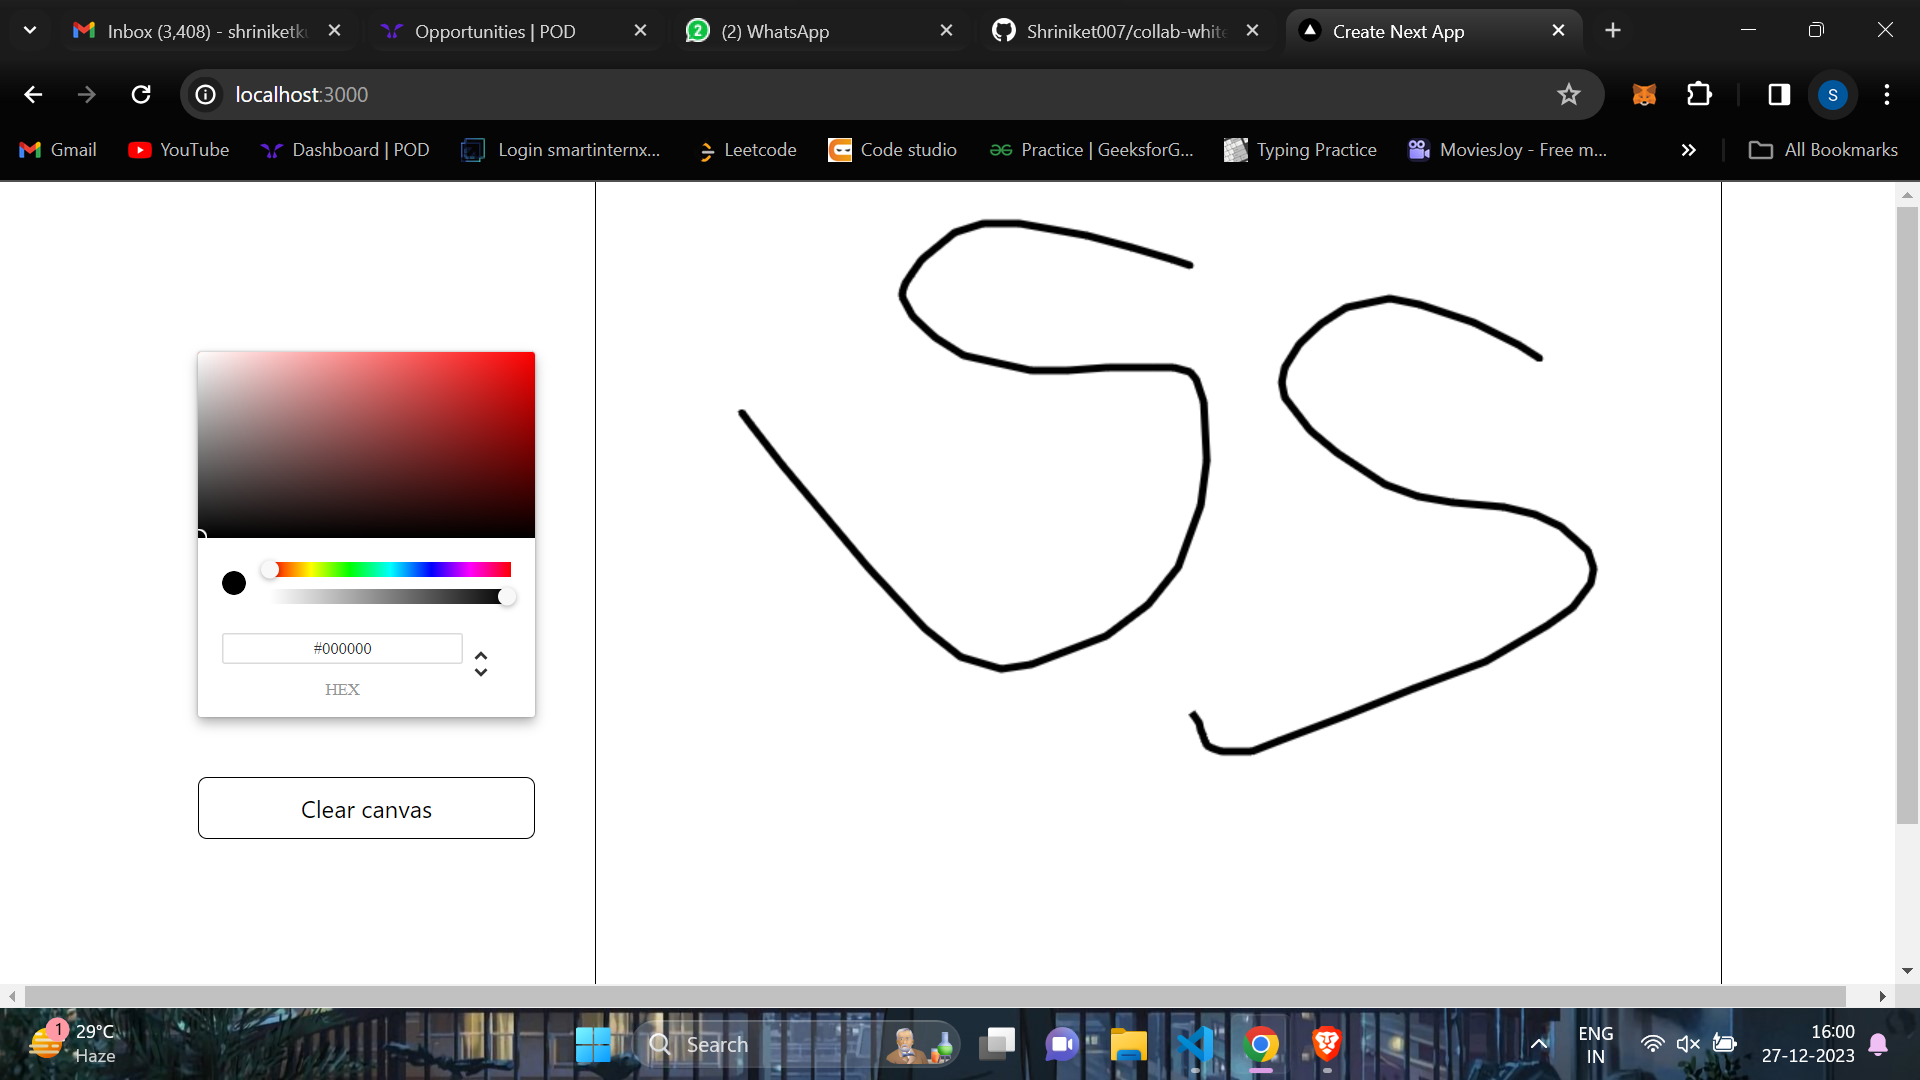 Inbox (3,408) - shriniketk
Opportunities | POD
(2) WhatsApp
Shriniket007/collab-white
Create Next App
localhost:3000
S
Gmail
YouTube
Dashboard | POD
Login smartinternx...
Leetcode
Code studio
Practice | GeeksforG...
Typing Practice
MoviesJoy - Free m...
All Bookmarks
SS
#000000
HEX
Clear canvas
1
29°C
Haze
Search
ENG
IN
16:00
27-12-2023